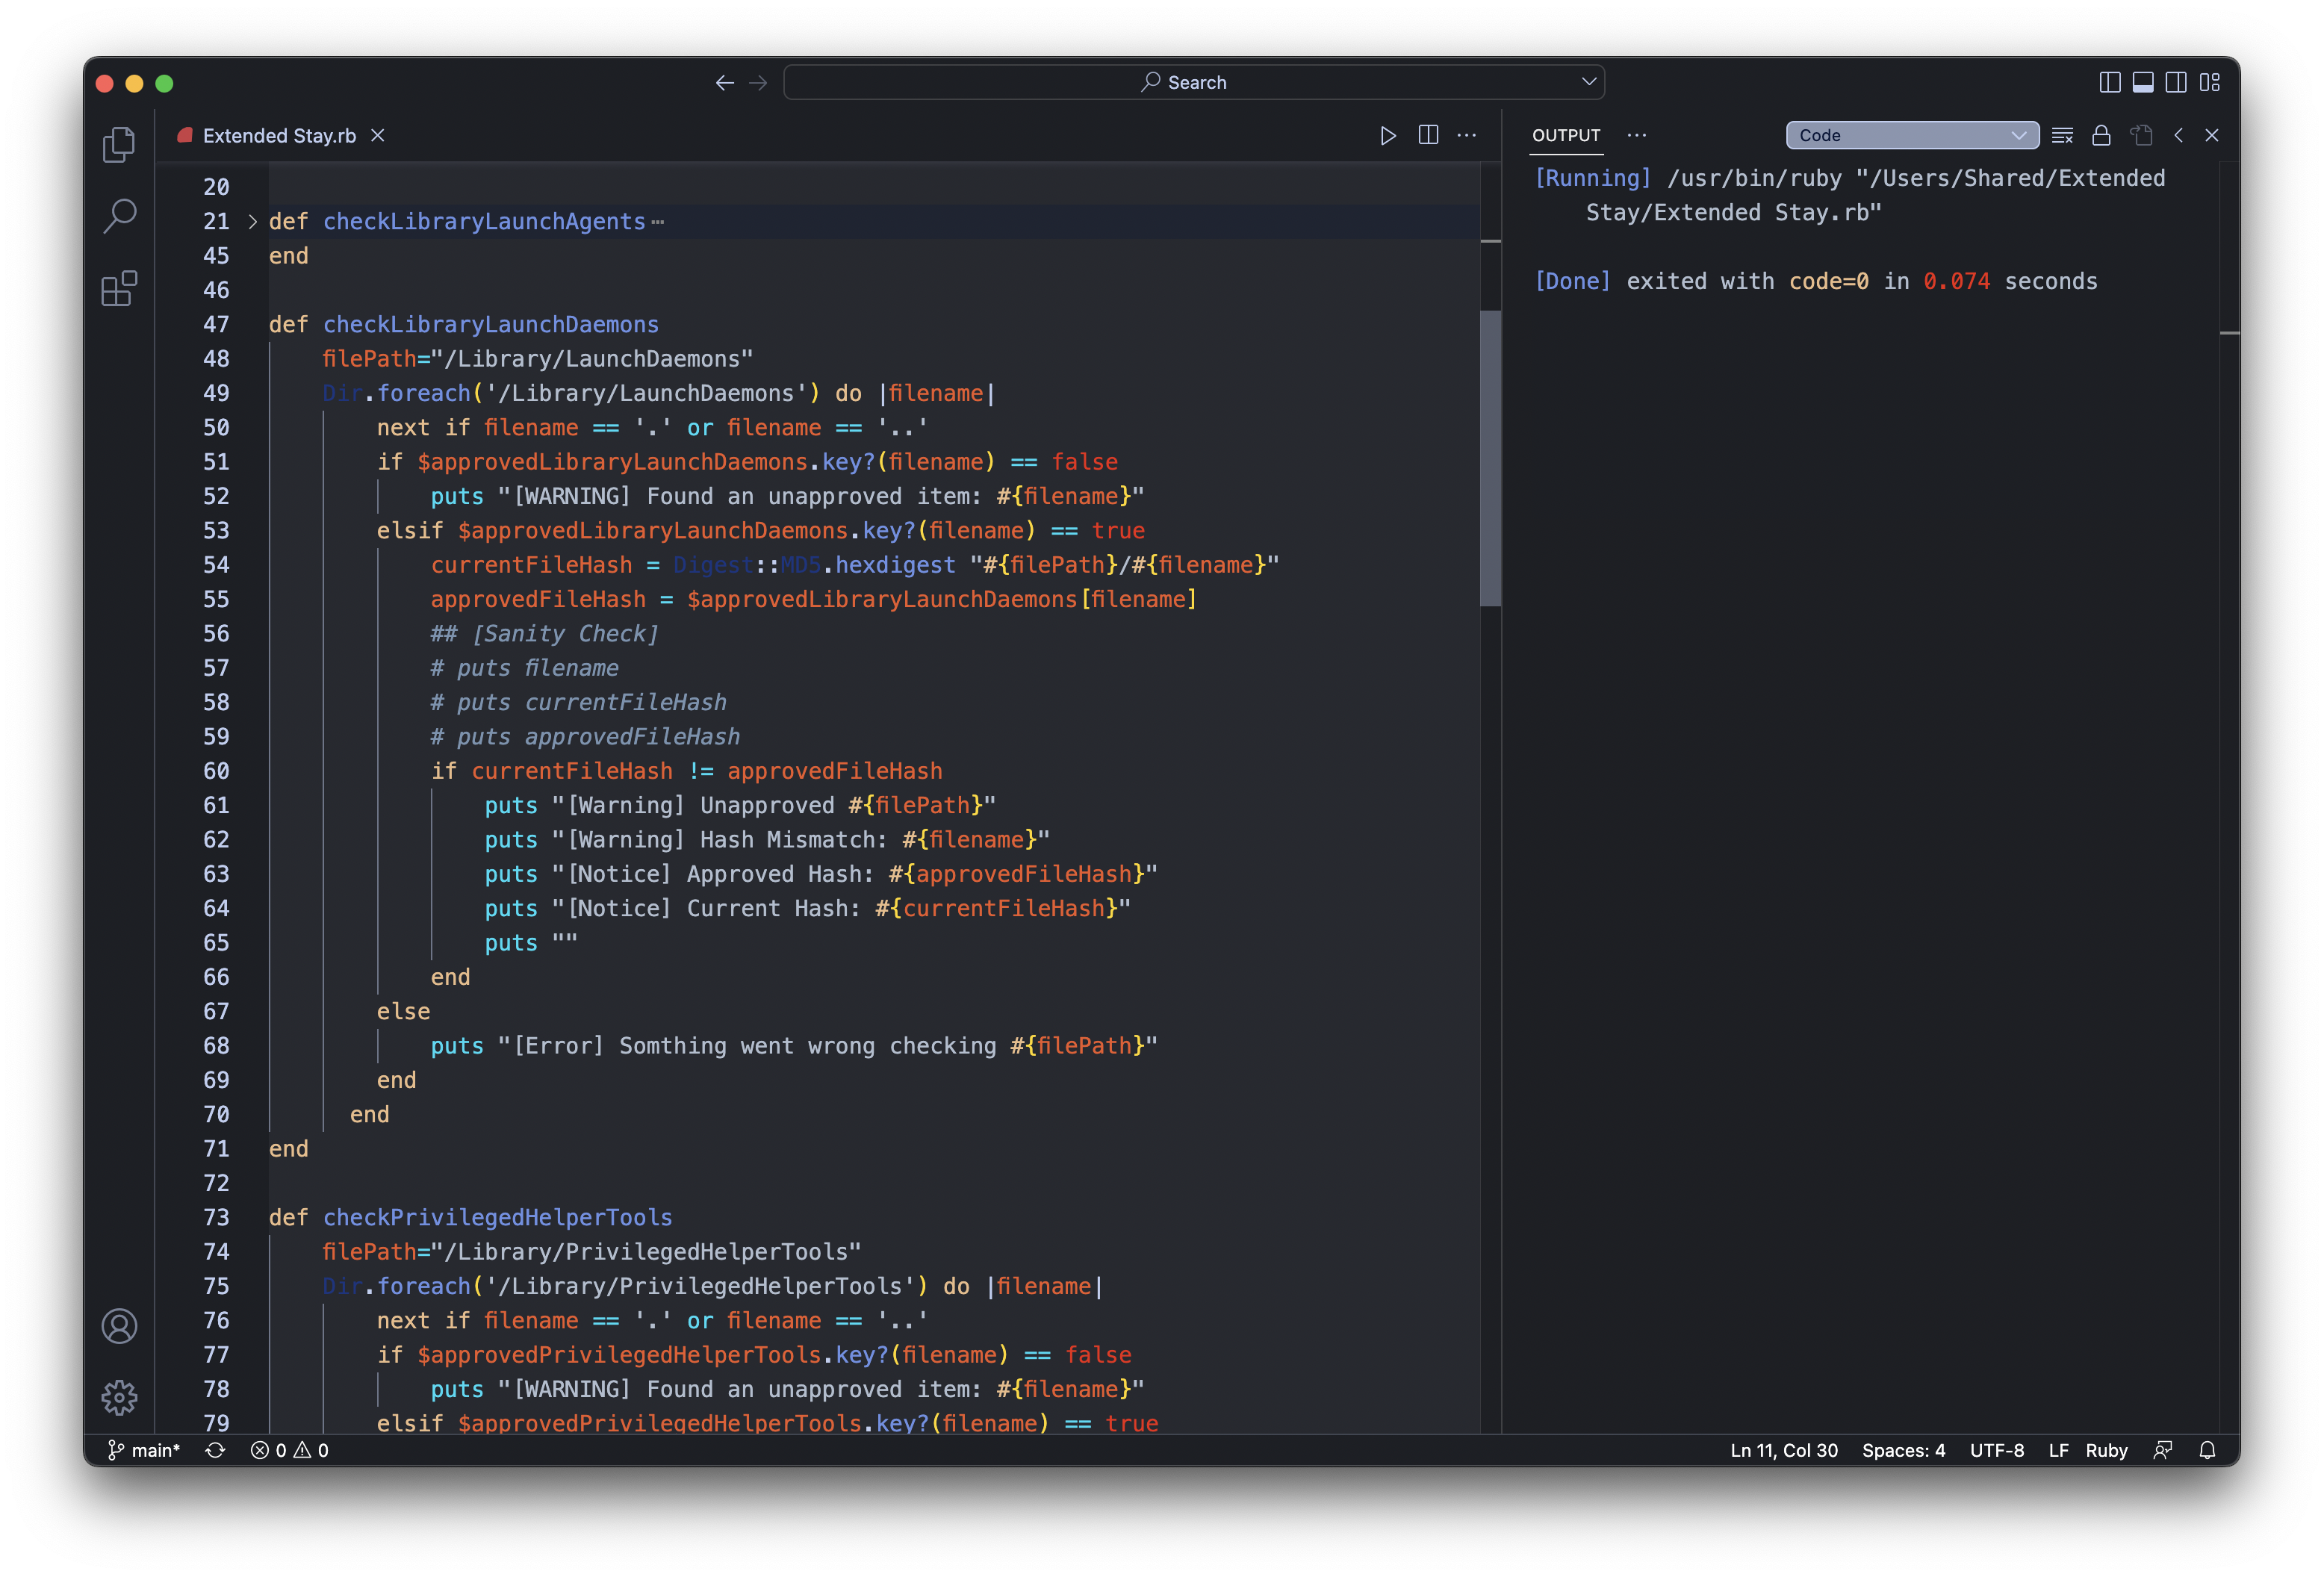 Search
Extended Stay.rb
20
21 def checkLibraryLaunchAgents⋯
45 end
46
47 def checkLibraryLaunchDaemons
48 filePath="/Library/LaunchDaemons"
49 Dir.foreach('/Library/LaunchDaemons') do |filename|
50 next if filename == '.' or filename == '..'
51 if $approvedLibraryLaunchDaemons.key?(filename) == false
52 puts "[WARNING] Found an unapproved item: #{filename}"
53 elsif $approvedLibraryLaunchDaemons.key?(filename) == true
54 currentFileHash = Digest::MD5.hexdigest "#{filePath}/#{filename}"
55 approvedFileHash = $approvedLibraryLaunchDaemons[filename]
56 ## [Sanity Check]
57 # puts filename
58 # puts currentFileHash
59 # puts approvedFileHash
60 if currentFileHash != approvedFileHash
61 puts "[Warning] Unapproved #{filePath}"
62 puts "[Warning] Hash Mismatch: #{filename}"
63 puts "[Notice] Approved Hash: #{approvedFileHash}"
64 puts "[Notice] Current Hash: #{currentFileHash}"
65 puts ""
66 end
67 else
68 puts "[Error] Somthing went wrong checking #{filePath}"
69 end
70 end
71 end
72
73 def checkPrivilegedHelperTools
74 filePath="/Library/PrivilegedHelperTools"
75 Dir.foreach('/Library/PrivilegedHelperTools') do |filename|
76 next if filename == '.' or filename == '..'
77 if $approvedPrivilegedHelperTools.key?(filename) == false
78 puts "[WARNING] Found an unapproved item: #{filename}"
79 elsif $approvedPrivilegedHelperTools.key?(filename) == true
OUTPUT
Code
[Running] /usr/bin/ruby "/Users/Shared/Extended
Stay/Extended Stay.rb"
[Done] exited with code=0 in 0.074 seconds
main* 0 0
Ln 11, Col 30 Spaces: 4 UTF-8 LF Ruby